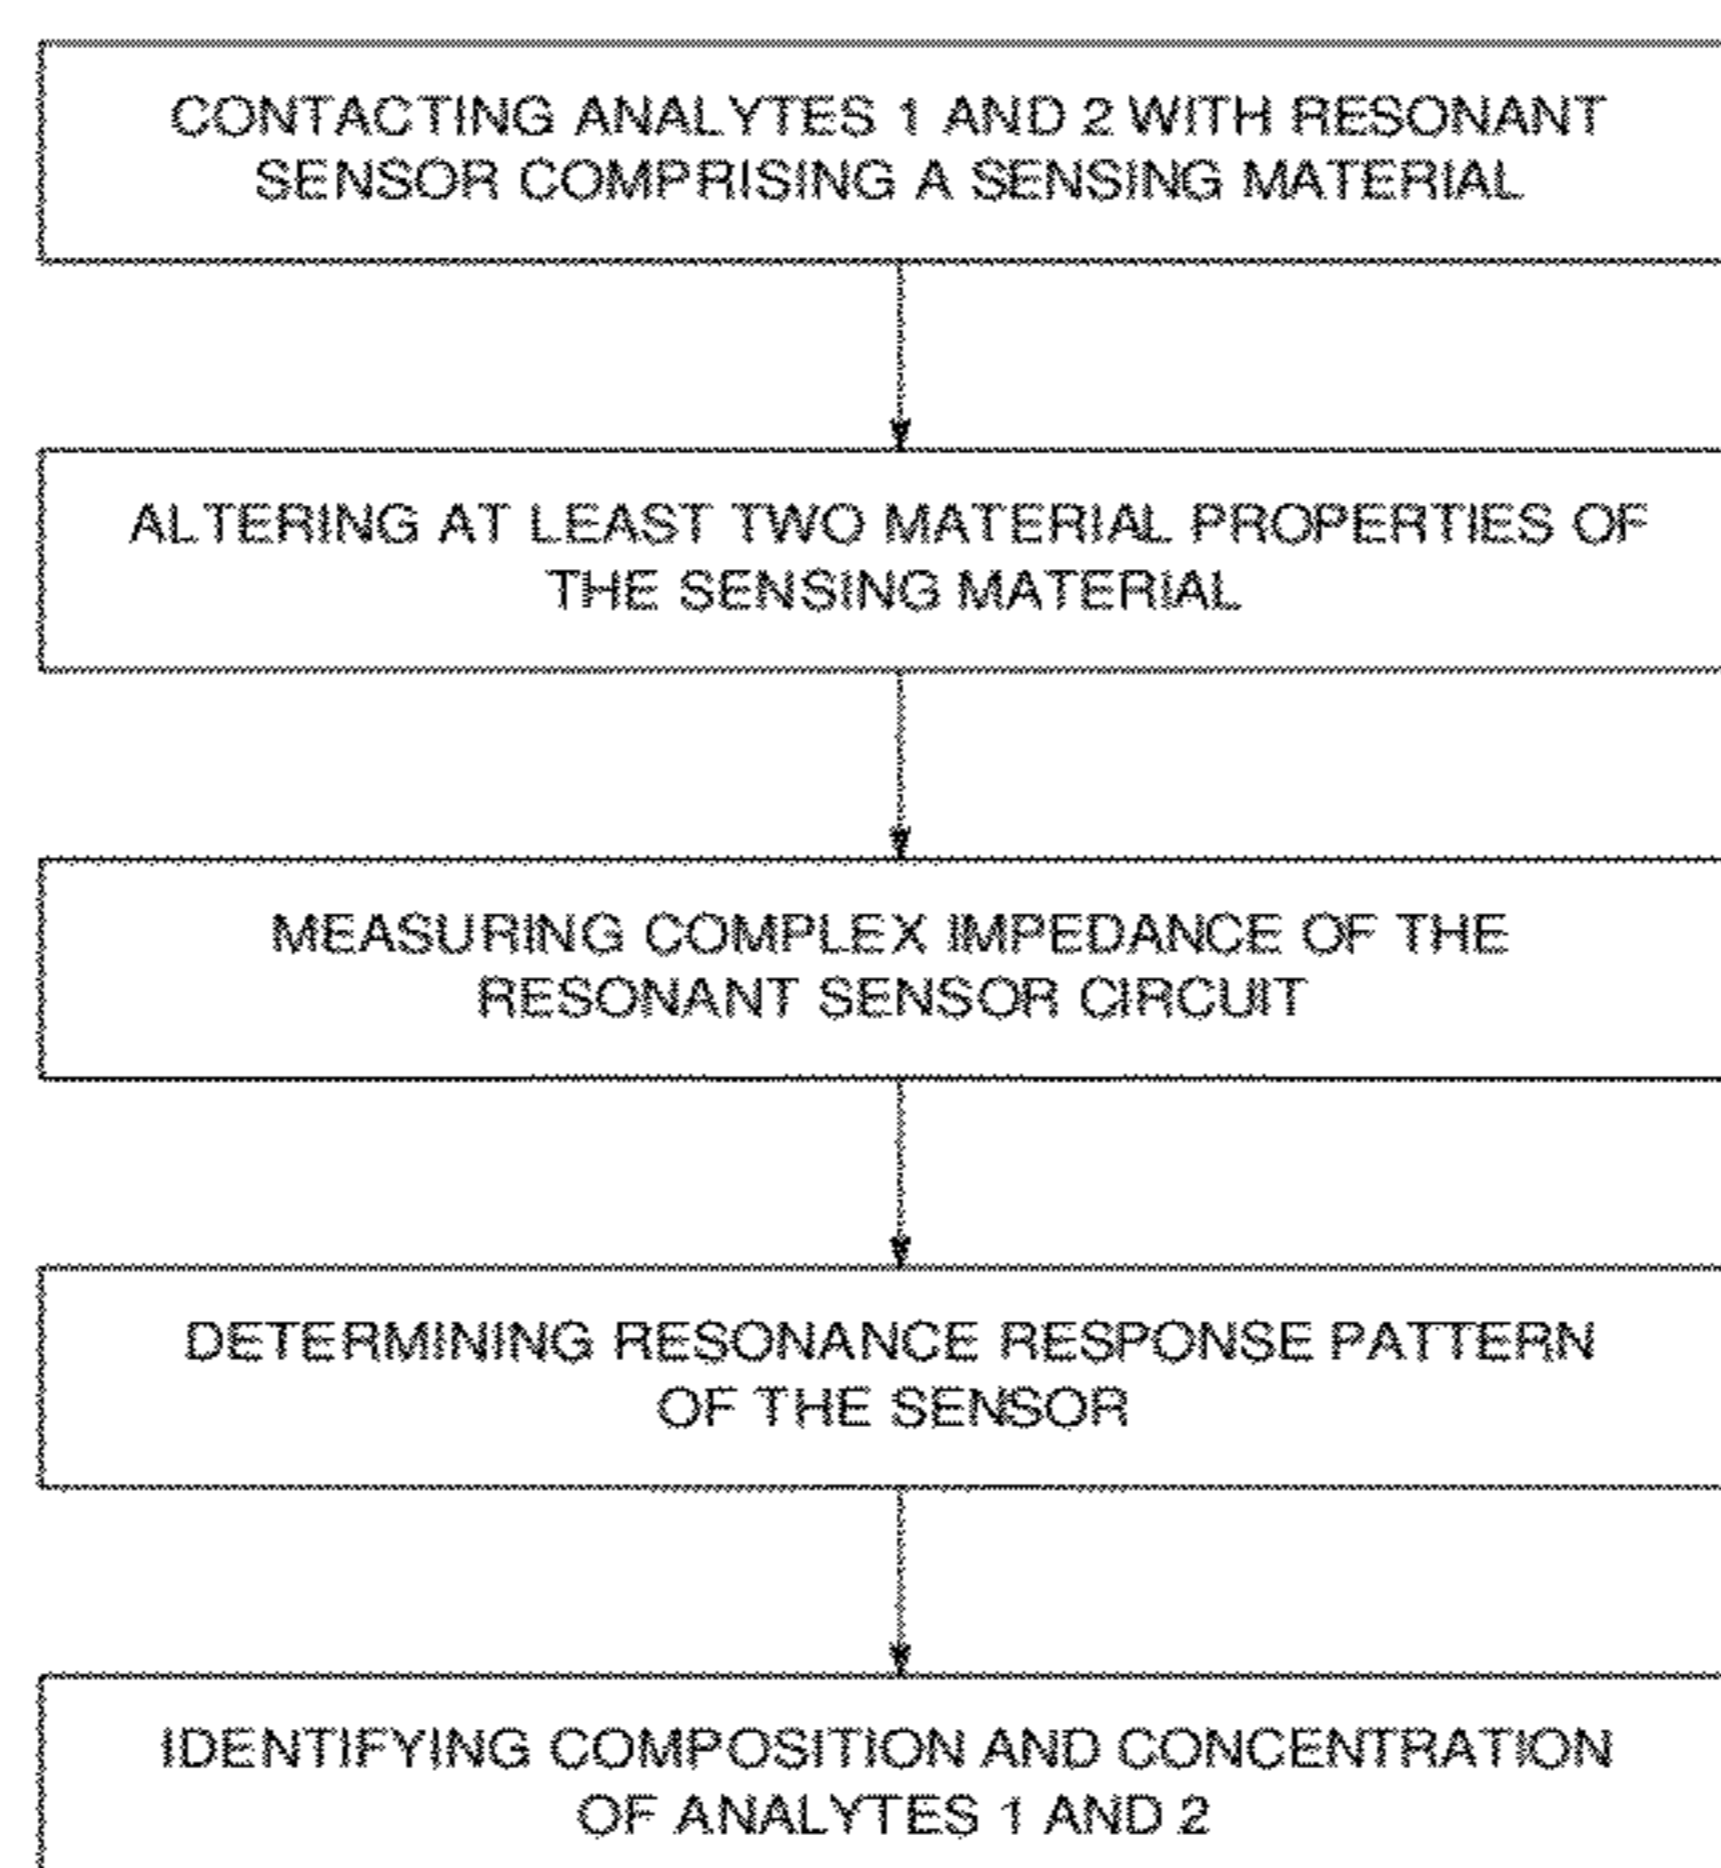 CONTACTING ANALYTES 1 AND 2 WITH RESONANT
SENSOR COMPRISING A SENSING MATERIAL
ALTERING AT LEAST TWO MATERIAL PROPERTIES OF
THE SENSING MATERIAL
MEASURING COMPLEX IMPEDANCE OF THE
RESONANT SENSOR CIRCUIT
DETERMINING RESONANCE RESPONSE PATTERN
OF THE SENSOR
IDENTIFYING COMPOSITION AND CONCENTRATION
OF ANALYTES 1 AND 2